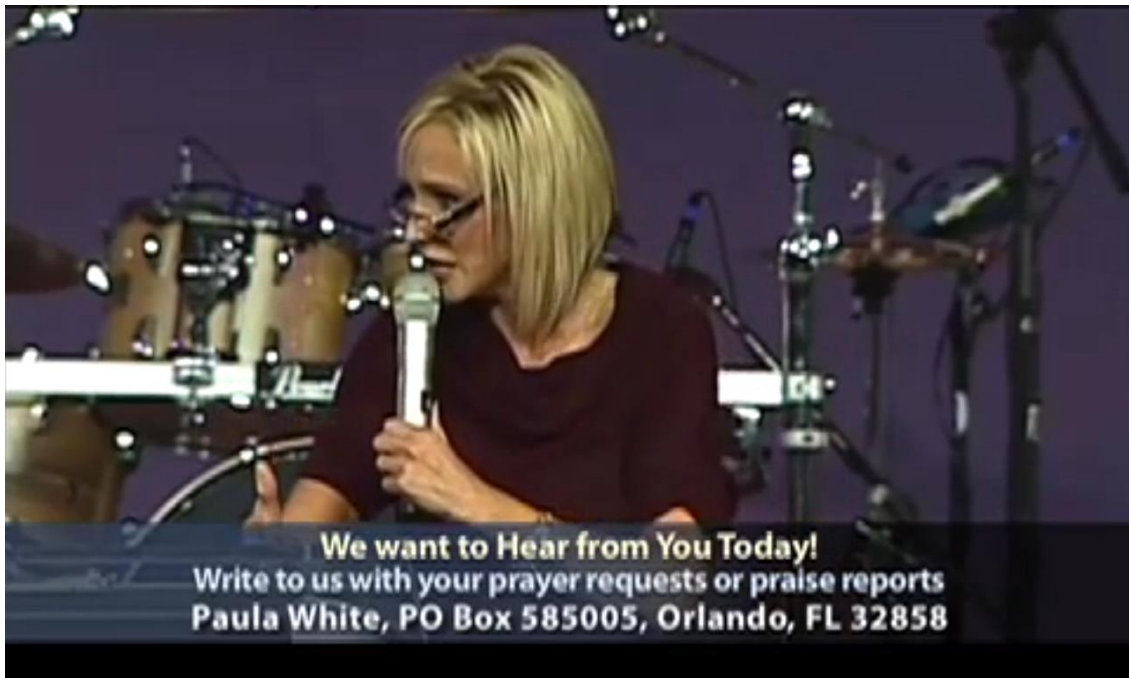 We want to Hear from You Today!
Write to us with your prayer requests or praise reports
Paula White, PO Box 585005, Orlando, FL 32858